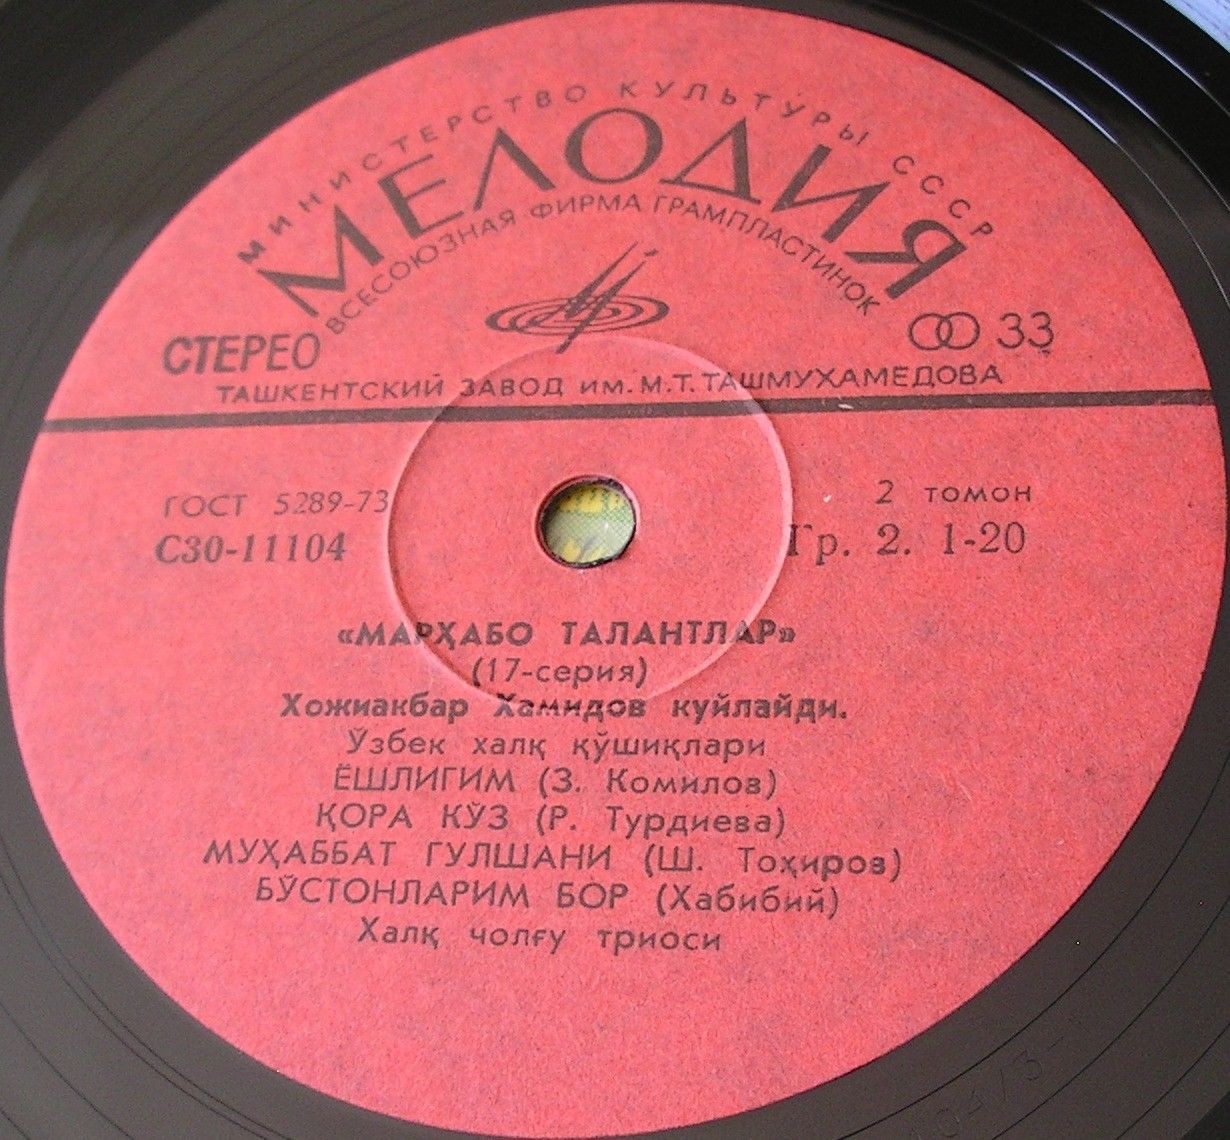 МИНИСТЕРСТВО КУЛЬТУРЫ СССР
МЕЛОДИЯ
ВСЕСОЮЗНАЯ ФИРМА ГРАМПЛАСТИНОК
СТЕРЕО
33
ТАШКЕНТСКИЙ ЗАВОД ИМ. М.Т. ТАШМУХАМЕДОВА
ГОСТ 5289-73
2 томон
С30-11104
Гр. 2. 1-20
«МАРҲАБО ТАЛАНТЛАР»
(17-серия)
Хожиакбар Хамидов куйлайди.
Ўзбек халқ қўшиқлари
ЁШЛИГИМ (З. Комилов)
ҚОРА КЎЗ (Р. Турдиева)
МУҲАББАТ ГУЛШАНИ (Ш. Тоҳиров)
БЎСТОНЛАРИМ БОР (Хабибий)
Халқ чолғу триоси